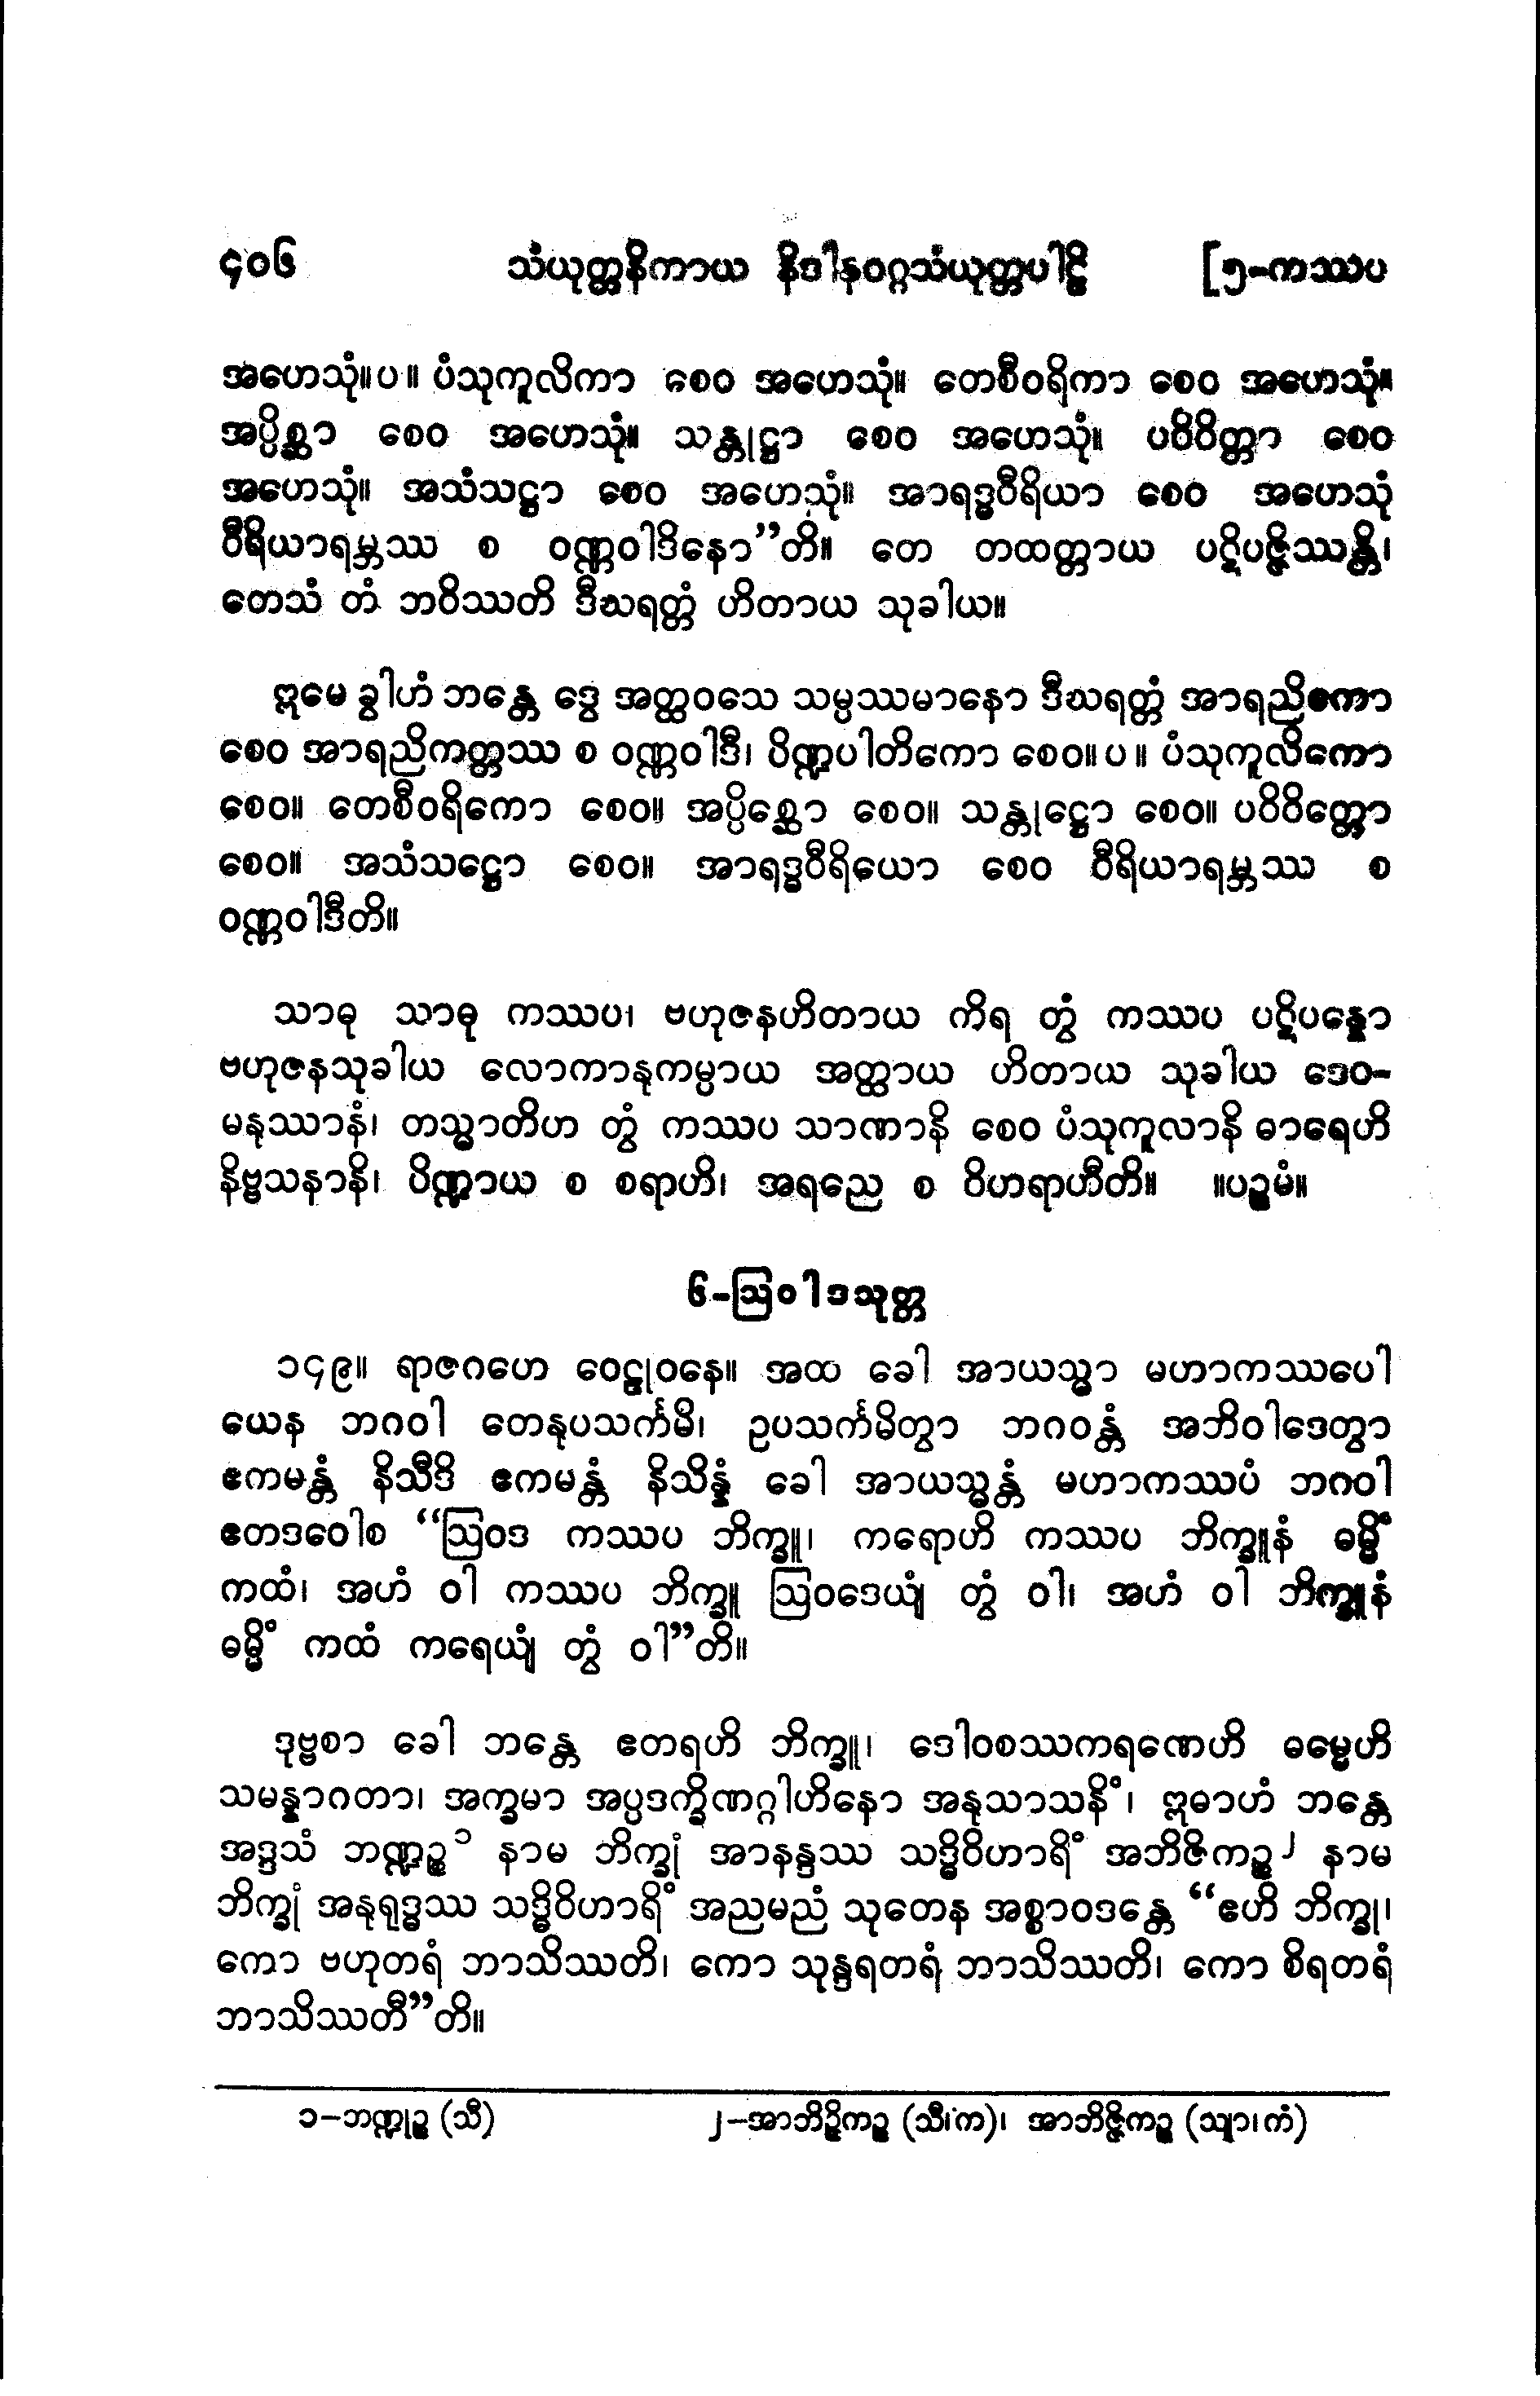 ၄၀၆ သံယုတ္တနိကာယ နိဒါနဝဂ္ဂသံယုတ္တပါဠိ [၅-ကဿပ
အဟေသုံ။ပ။ ပံသုကူလိကာ စေဝ အဟေသုံ။ တေစီဝရိကာ စေဝ အဟေသုံ။
အပ္ပိစ္ဆာ စေဝ အဟေသုံ။ သန္တုဋ္ဌာ စေဝ အဟေသုံ။ ပဝိဝိတ္တာ စေဝ
အဟေသုံ။ အသံသဋ္ဌာ စေဝ အဟေသုံ။ အာရဒ္ဓဝီရိယာ စေဝ အဟေသုံ
ဝီရိယာရမ္ဘဿ စ ဝဏ္ဏဝါဒိနော”တိ။ တေ တထတ္တာယ ပဋိပဇ္ဇိဿန္တိ၊
တေသံ တံ ဘဝိဿတိ ဒီဃရတ္တံ ဟိတာယ သုခါယ။
ဣမေ ခွါဟံ ဘန္တေ ဒွေ အတ္ထဝသေ သမ္ပဿမာနော ဒီဃရတ္တံ အာရညိကော
စေဝ အာရညိကတ္တဿ စ ဝဏ္ဏဝါဒီ၊ ပိဏ္ဍပါတိကော စေဝ။ပ။ ပံသုကူလိကော
စေဝ။ တေစီဝရိကော စေဝ။ အပ္ပိစ္ဆော စေဝ။ သန္တုဋ္ဌော စေဝ။ ပဝိဝိတ္တော
စေဝ။ အသံသဋ္ဌော စေဝ။ အာရဒ္ဓဝီရိယော စေဝ ဝီရိယာရမ္ဘဿ စ
ဝဏ္ဏဝါဒီတိ။
သာဓု သာဓု ကဿပ၊ ဗဟုဇနဟိတာယ ကိရ တွံ ကဿပ ပဋိပန္နော
ဗဟုဇနသုခါယ လောကာနုကမ္ပာယ အတ္ထာယ ဟိတာယ သုခါယ ဒေဝ-
မနုဿာနံ၊ တသ္မာတိဟ တွံ ကဿပ သာဏာနိ စေဝ ပံသုကူလာနိ ဓာရေဟိ
နိဗ္ဗသနာနိ၊ ပိဏ္ဍာယ စ စရာဟိ၊ အရညေ စ ဝိဟရာဟီတိ။ ။ပဉ္စမံ။
၆-ဩဝါဒသုတ္တ
၁၄၉။ ရာဇဂဟေ ဝေဠုဝနေ။ အထ ခေါ အာယသ္မာ မဟာကဿပေါ
ယေန ဘဂဝါ တေနုပသင်္ကမိ၊ ဥပသင်္ကမိတွာ ဘဂဝန္တံ အဘိဝါဒေတွာ
ဧကမန္တံ နိသီဒိ ဧကမန္တံ နိသိန္နံ ခေါ အာယသ္မန္တံ မဟာကဿပံ ဘဂဝါ
ဧတဒဝေါစ “ဩဝဒ ကဿပ ဘိက္ခူ၊ ကရောဟိ ကဿပ ဘိက္ခူနံ ဓမ္မိံ
ကထံ၊ အဟံ ဝါ ကဿပ ဘိက္ခူ ဩဝဒေယျံ တွံ ဝါ၊ အဟံ ဝါ ဘိက္ခူနံ
ဓမ္မိံ ကထံ ကရေယျံ တွံ ဝါ”တိ။
ဒုဗ္ဗစာ ခေါ ဘန္တေ ဧတရဟိ ဘိက္ခူ၊ ဒေါဝစဿကရဏေဟိ ဓမ္မေဟိ
သမန္နာဂတာ၊ အက္ခမာ အပ္ပဒက္ခိဏဂ္ဂါဟိနော အနုသာသနိံ၊ ဣဓာဟံ ဘန္တေ
အဒ္ဒသံ ဘဏ္ဍဉ္စ ၁ နာမ ဘိက္ခုံ အာနန္ဒဿ သဒ္ဓိဝိဟာရိံ အဘိဇိကဉ္စ ၂ နာမ
ဘိက္ခုံ အနုရုဒ္ဓဿ သဒ္ဓိဝိဟာရိံ အညမညံ သုတေန အစ္စာဝဒန္တေ “ဧဟိ ဘိက္ခု၊
ကော ဗဟုတရံ ဘာသိဿတိ၊ ကော သုန္ဒရတရံ ဘာသိဿတိ၊ ကော စိရတရံ
ဘာသိဿတီ”တိ။
၁-ဘဏ္ဍုဉ္စ (သီ) ၂-အာဘိဉ္ဇိကဉ္စ (သီ၊က)၊ အာဘိဇ္ဇိကဉ္စ (သျာ၊ကံ)